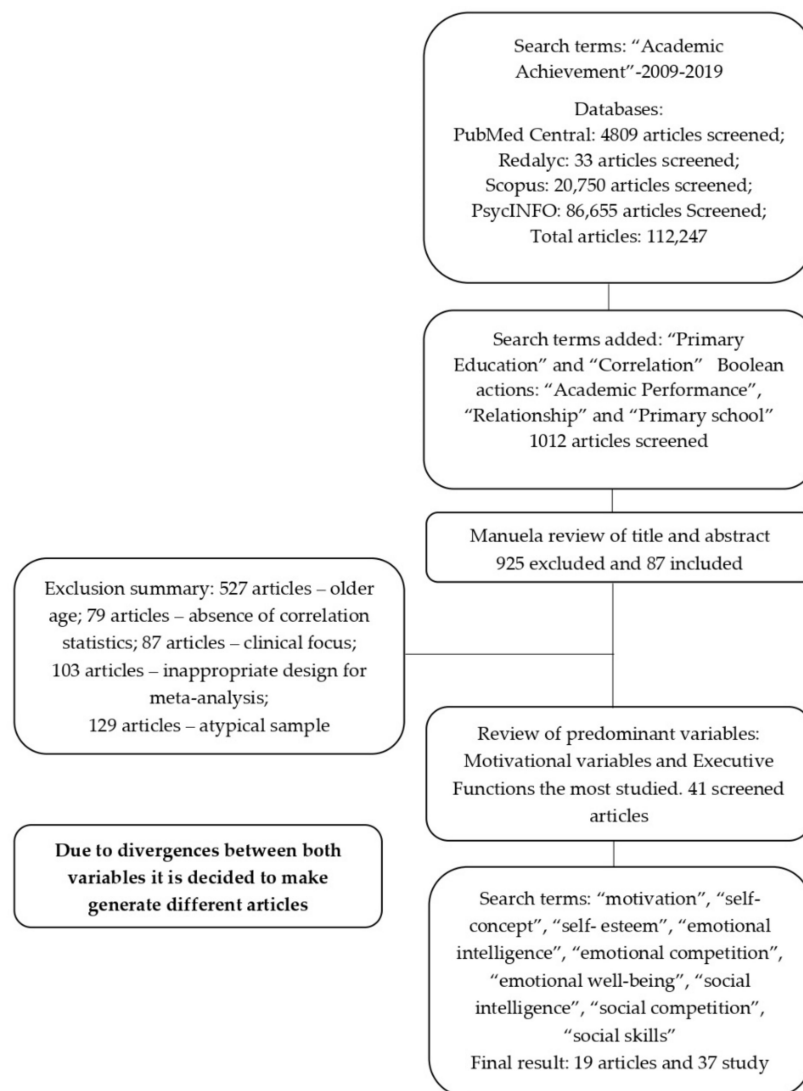 Search terms: “Academic
Achievement”-2009-2019
Databases:
PubMed Central: 4809 articles screened;
Redalyc: 33 articles screened;
Scopus: 20,750 articles screened;
PsycINFO: 86,655 articles Screened;
Total articles: 112,247
Search terms added: “Primary
Education” and “Correlation” Boolean
actions: “Academic Performance”,
“Relationship” and “Primary school”
1012 articles screened
Manuela review of title and abstract
925 excluded and 87 included
Exclusion summary: 527 articles – older
age; 79 articles – absence of correlation
statistics; 87 articles – clinical focus;
103 articles – inappropriate design for
meta-analysis;
129 articles – atypical sample
Review of predominant variables:
Motivational variables and Executive
Functions the most studied. 41 screened
articles
Due to divergences between both
variables it is decided to make
generate different articles
Search terms: “motivation”, “self-
concept”, “self- esteem”, “emotional
intelligence”, “emotional competition”,
“emotional well-being”, “social
intelligence”, “social competition”,
“social skills”
Final result: 19 articles and 37 study